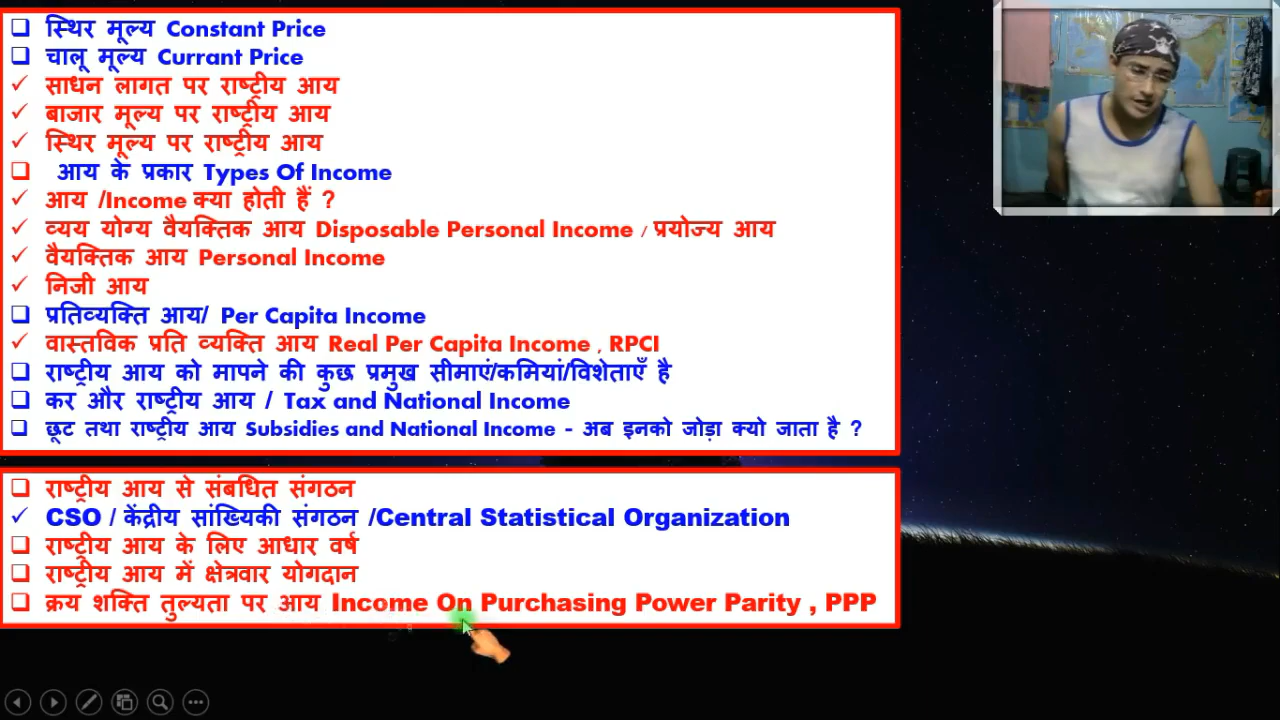 स्थिर मूल्य Constant Price
चालू मूल्य Currant Price
साधन लागत पर राष्ट्रीय आय
बाजार मूल्य पर राष्ट्रीय आय
स्थिर मूल्य पर राष्ट्रीय आय
आय के प्रकार Types Of Income
आय /Income क्या होती हैं ?
व्यय योग्य वैयक्तिक आय Disposable Personal Income / प्रयोज्य आय
वैयक्तिक आय Personal Income
निजी आय
प्रतिव्यक्ति आय/ Per Capita Income
वास्तविक प्रति व्यक्ति आय Real Per Capita Income , RPCI
राष्ट्रीय आय को मापने की कुछ प्रमुख सीमाएं/कमियां/विशेताएँ है
कर और राष्ट्रीय आय / Tax and National Income
छूट तथा राष्ट्रीय आय Subsidies and National Income - अब इनको जोड़ा क्यो जाता है ?
राष्ट्रीय आय से संबधित संगठन
CSO / केंद्रीय सांख्यिकी संगठन /Central Statistical Organization
राष्ट्रीय आय के लिए आधार वर्ष
राष्ट्रीय आय में क्षेत्रवार योगदान
क्रय शक्ति तुल्यता पर आय Income On Purchasing Power Parity , PPP